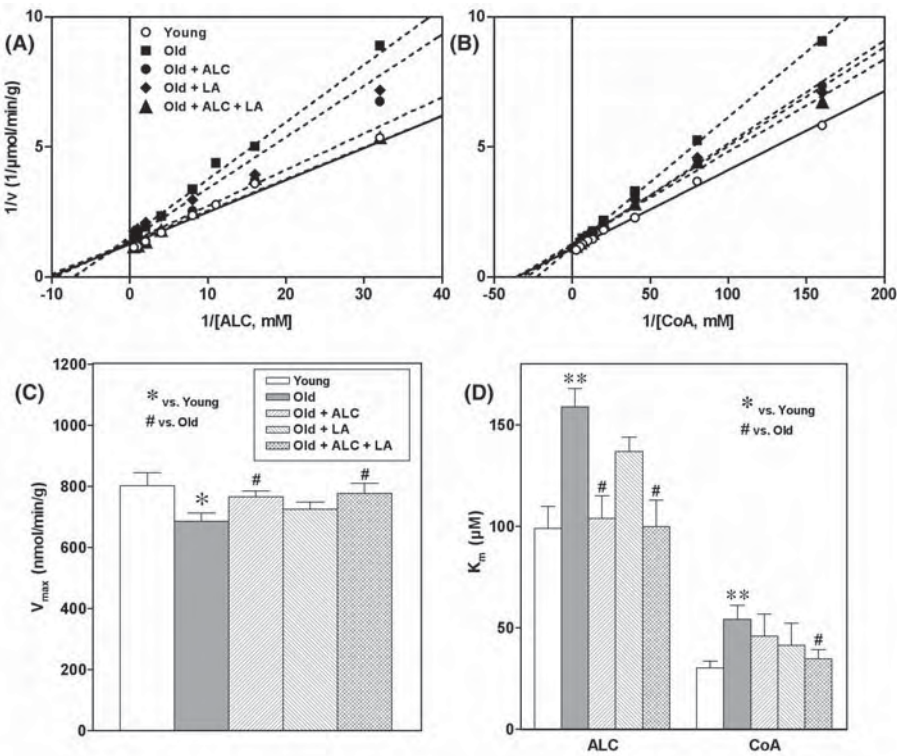 (A)
10
5
0
-10
0
10
20
30
40
1/v (1/μmol/min/g)
1/[ALC, mM]
Young
Old
Old + ALC
Old + LA
Old + ALC + LA
(B)
10
5
0
-50
0
50
100
150
200
1/[CoA, mM]
(C)
1200
1000
800
600
400
200
0
Vmax (nmol/min/g)
* vs. Young
# vs. Old
Young
Old
Old + ALC
Old + LA
Old + ALC + LA
*
#
#
(D)
150
100
50
0
Km (μM)
* vs. Young
# vs. Old
**
#
#
**
#
ALC
CoA